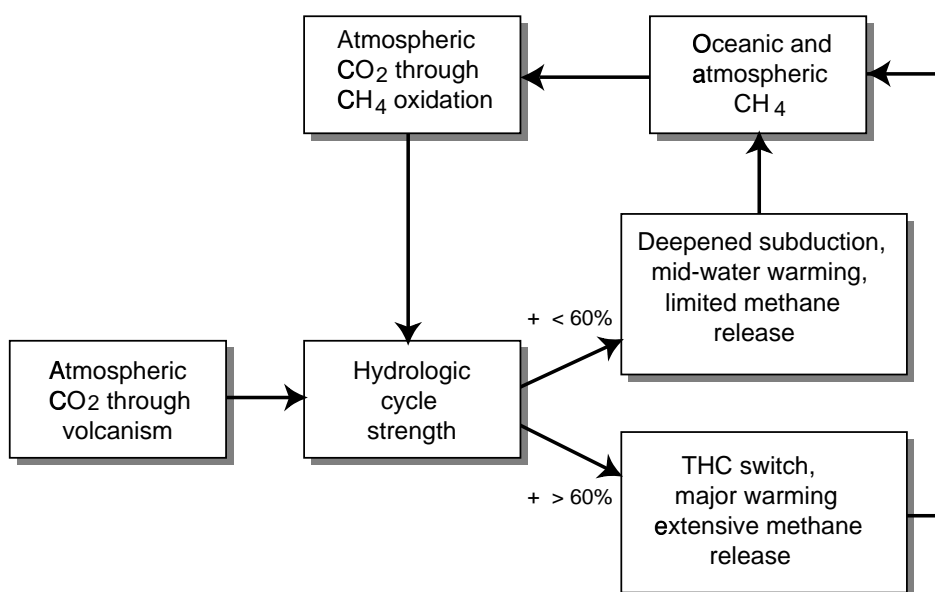 Atmospheric
CO2 through
CH4 oxidation
Oceanic and
atmospheric
CH4
Deepened subduction,
mid-water warming,
limited methane
release
+ < 60%
Atmospheric
CO2 through
volcanism
Hydrologic
cycle
strength
+ > 60%
THC switch,
major warming
extensive methane
release